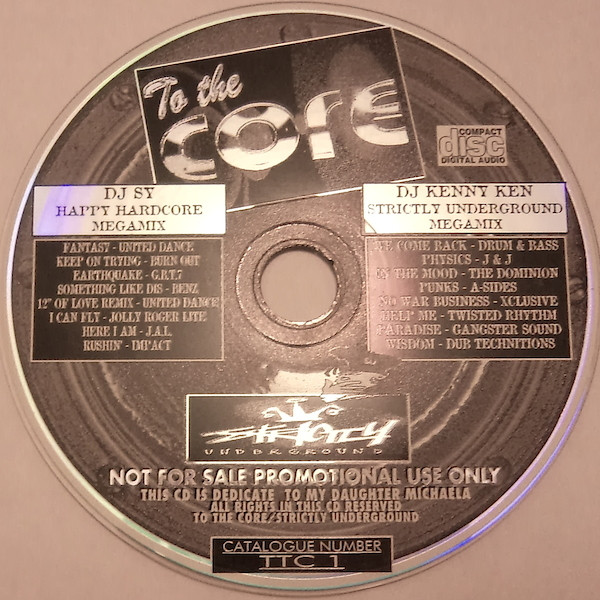 To the
CORE
COMPACT
disc
DIGITAL AUDIO
DJ SY
HAPPY HARDCORE
MEGAMIX
FANTASY - UNITED DANCE
KEEP ON TRYING - BURN OUT
EARTHQUAKE - G.B.T.7
SOMETHING LIKE DIS - BENZ
12" OF LOVE REMIX - UNITED DANCE
I CAN FLY - JOLLY ROGER LITE
HERE I AM - J.A.L.
RUSHIN' - IMPACT
DJ KENNY KEN
STRICTLY UNDERGROUND
MEGAMIX
WE COME BACK - DRUM & BASS
PHYSICS - J & J
IN THE MOOD - THE DOMINION
PUNKS - A-SIDES
NO WAR BUSINESS - XCLUSIVE
HELP ME - TWISTED RHYTHM
PARADISE - GANGSTER SOUND
WISDOM - DUB TECHNITIONS
STRICTLY
UNDERGROUND
NOT FOR SALE PROMOTIONAL USE ONLY
THIS CD IS DEDICATE TO MY DAUGHTER MICHAELA
ALL RIGHTS IN THIS CD RESERVED
TO THE CORE/STRICTLY UNDERGROUND
CATALOGUE NUMBER
TTC 1